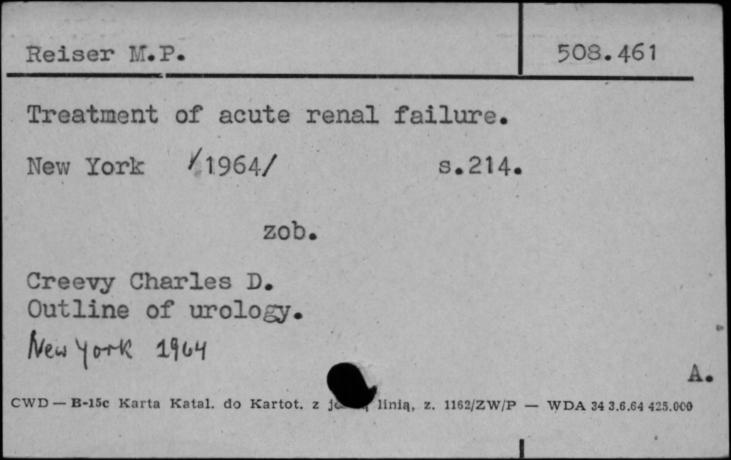 Reiser M.P. 508.461
Treatment of acute renal failure.
New York /1964/ s.214.
zob.
Creevy Charles D.
Outline of urology.
New York 1964
A.
CWD — B-15c Karta Katal. do Kartot. z linią, z. 1162/ZW/P — WDA 34 3.6.64 425.000